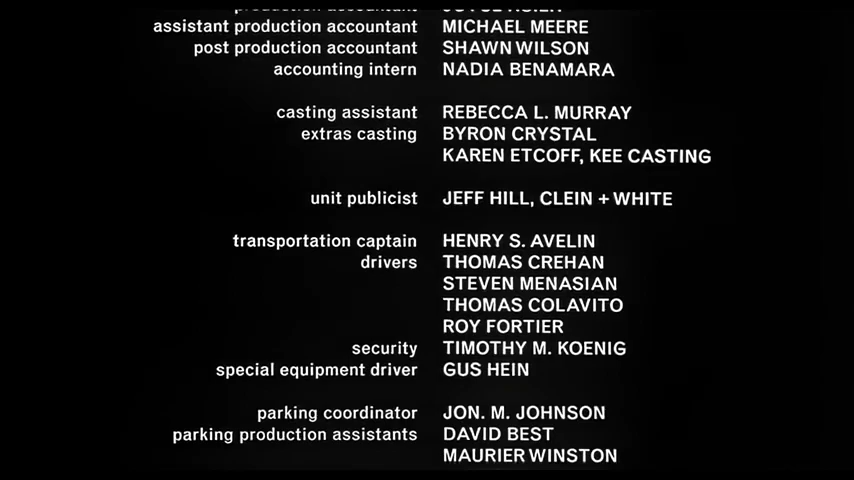 production accountant
assistant production accountant MICHAEL MEERE
post production accountant SHAWN WILSON
accounting intern NADIA BENAMARA
casting assistant REBECCA L. MURRAY
extras casting BYRON CRYSTAL
KAREN ETCOFF, KEE CASTING
unit publicist JEFF HILL, CLEIN + WHITE
transportation captain HENRY S. AVELIN
drivers THOMAS CREHAN
STEVEN MENASIAN
THOMAS COLAVITO
ROY FORTIER
security TIMOTHY M. KOENIG
special equipment driver GUS HEIN
parking coordinator JON. M. JOHNSON
parking production assistants DAVID BEST
MAURIER WINSTON